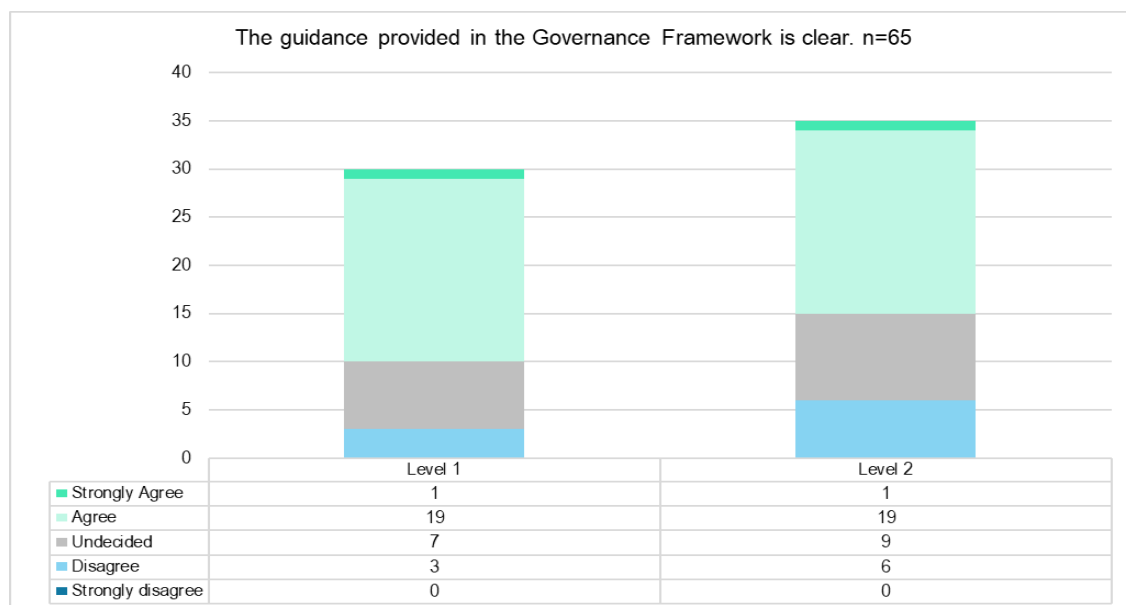 The guidance provided in the Governance Framework is clear. n=65
40
35
30
25
20
15
10
5
0
Level 1 Level 2
Strongly Agree 1 1
Agree 19 19
Undecided 7 9
Disagree 3 6
Strongly disagree 0 0